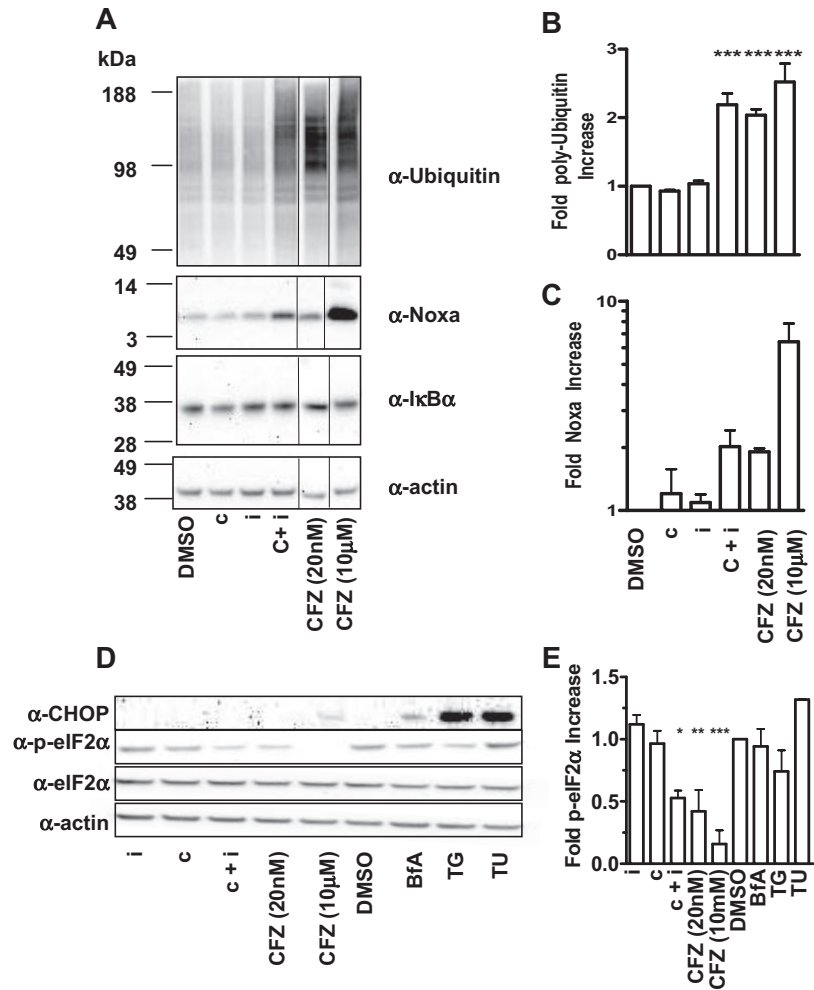 A
kDa
188
98
49
α-Ubiquitin
14
3
α-Noxa
49
38
28
α-IκBα
49
38
α-actin
DMSO
c
i
C+ i
CFZ (20nM)
CFZ (10μM)
B
Fold poly-Ubiquitin
Increase
3
2
1
0
*** *** ***
C
Fold Noxa Increase
10
1
DMSO
c
i
C + i
CFZ (20nM)
CFZ (10μM)
D
α-CHOP
α-p-eIF2α
α-eIF2α
α-actin
i
c
c + i
CFZ (20nM)
CFZ (10μM)
DMSO
BfA
TG
TU
E
Fold p-eIF2α Increase
1.5
1.0
0.5
0.0
* ** ***
i
c
c + i
CFZ (20nM)
CFZ (10mM)
DMSO
BfA
TG
TU